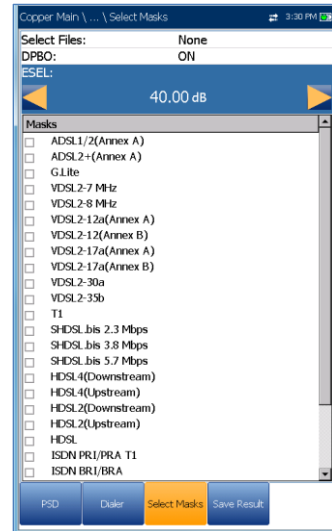 Copper Main \ ... \ Select Masks 3:30 PM
Select Files: None
DPBO: ON
ESEL:
40.00 dB
Masks
ADSL1/2(Annex A)
ADSL2+(Annex A)
G.Lite
VDSL2-7 MHz
VDSL2-8 MHz
VDSL2-12a(Annex A)
VDSL2-12(Annex B)
VDSL2-17a(Annex A)
VDSL2-17a(Annex B)
VDSL2-30a
VDSL2-35b
T1
SHDSL.bis 2.3 Mbps
SHDSL.bis 3.8 Mbps
SHDSL.bis 5.7 Mbps
HDSL4(Downstream)
HDSL4(Upstream)
HDSL2(Downstream)
HDSL2(Upstream)
HDSL
ISDN PRI/PRA T1
ISDN BRI/BRA
PSD Dialer Select Masks Save Result